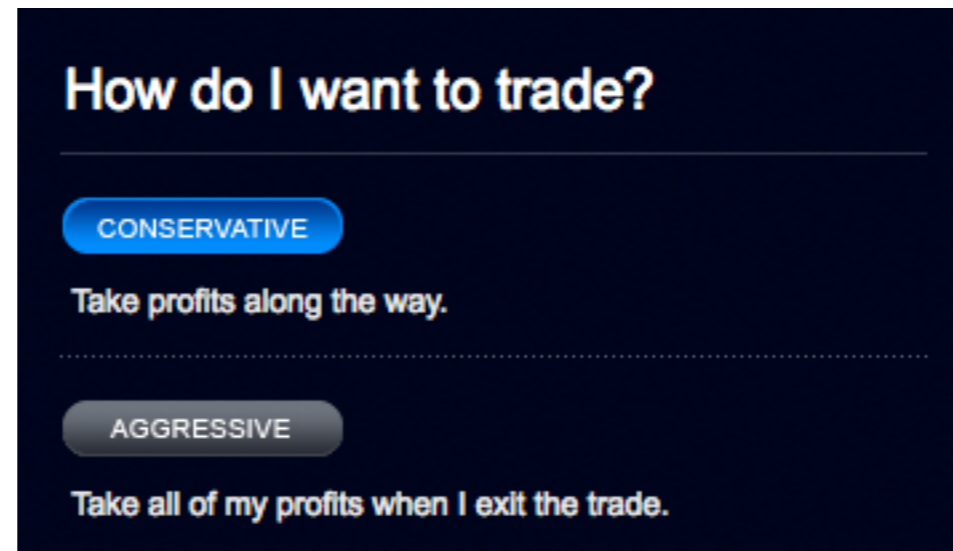 How do I want to trade?
CONSERVATIVE
Take profits along the way.
AGGRESSIVE
Take all of my profits when I exit the trade.